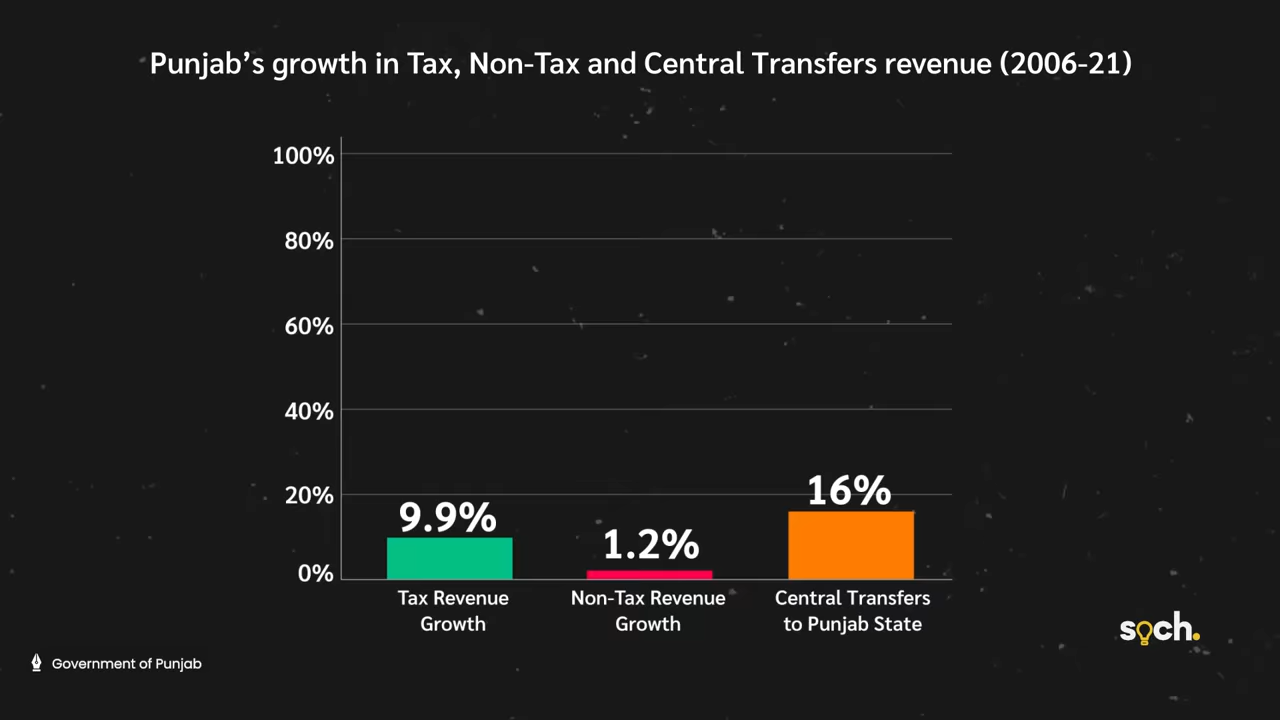 Punjab's growth in Tax, Non-Tax and Central Transfers revenue (2006-21)
100%
80%
60%
40%
20%
0%
9.9%
1.2%
16%
Tax Revenue
Growth
Non-Tax Revenue
Growth
Central Transfers
to Punjab State
soch.
Government of Punjab